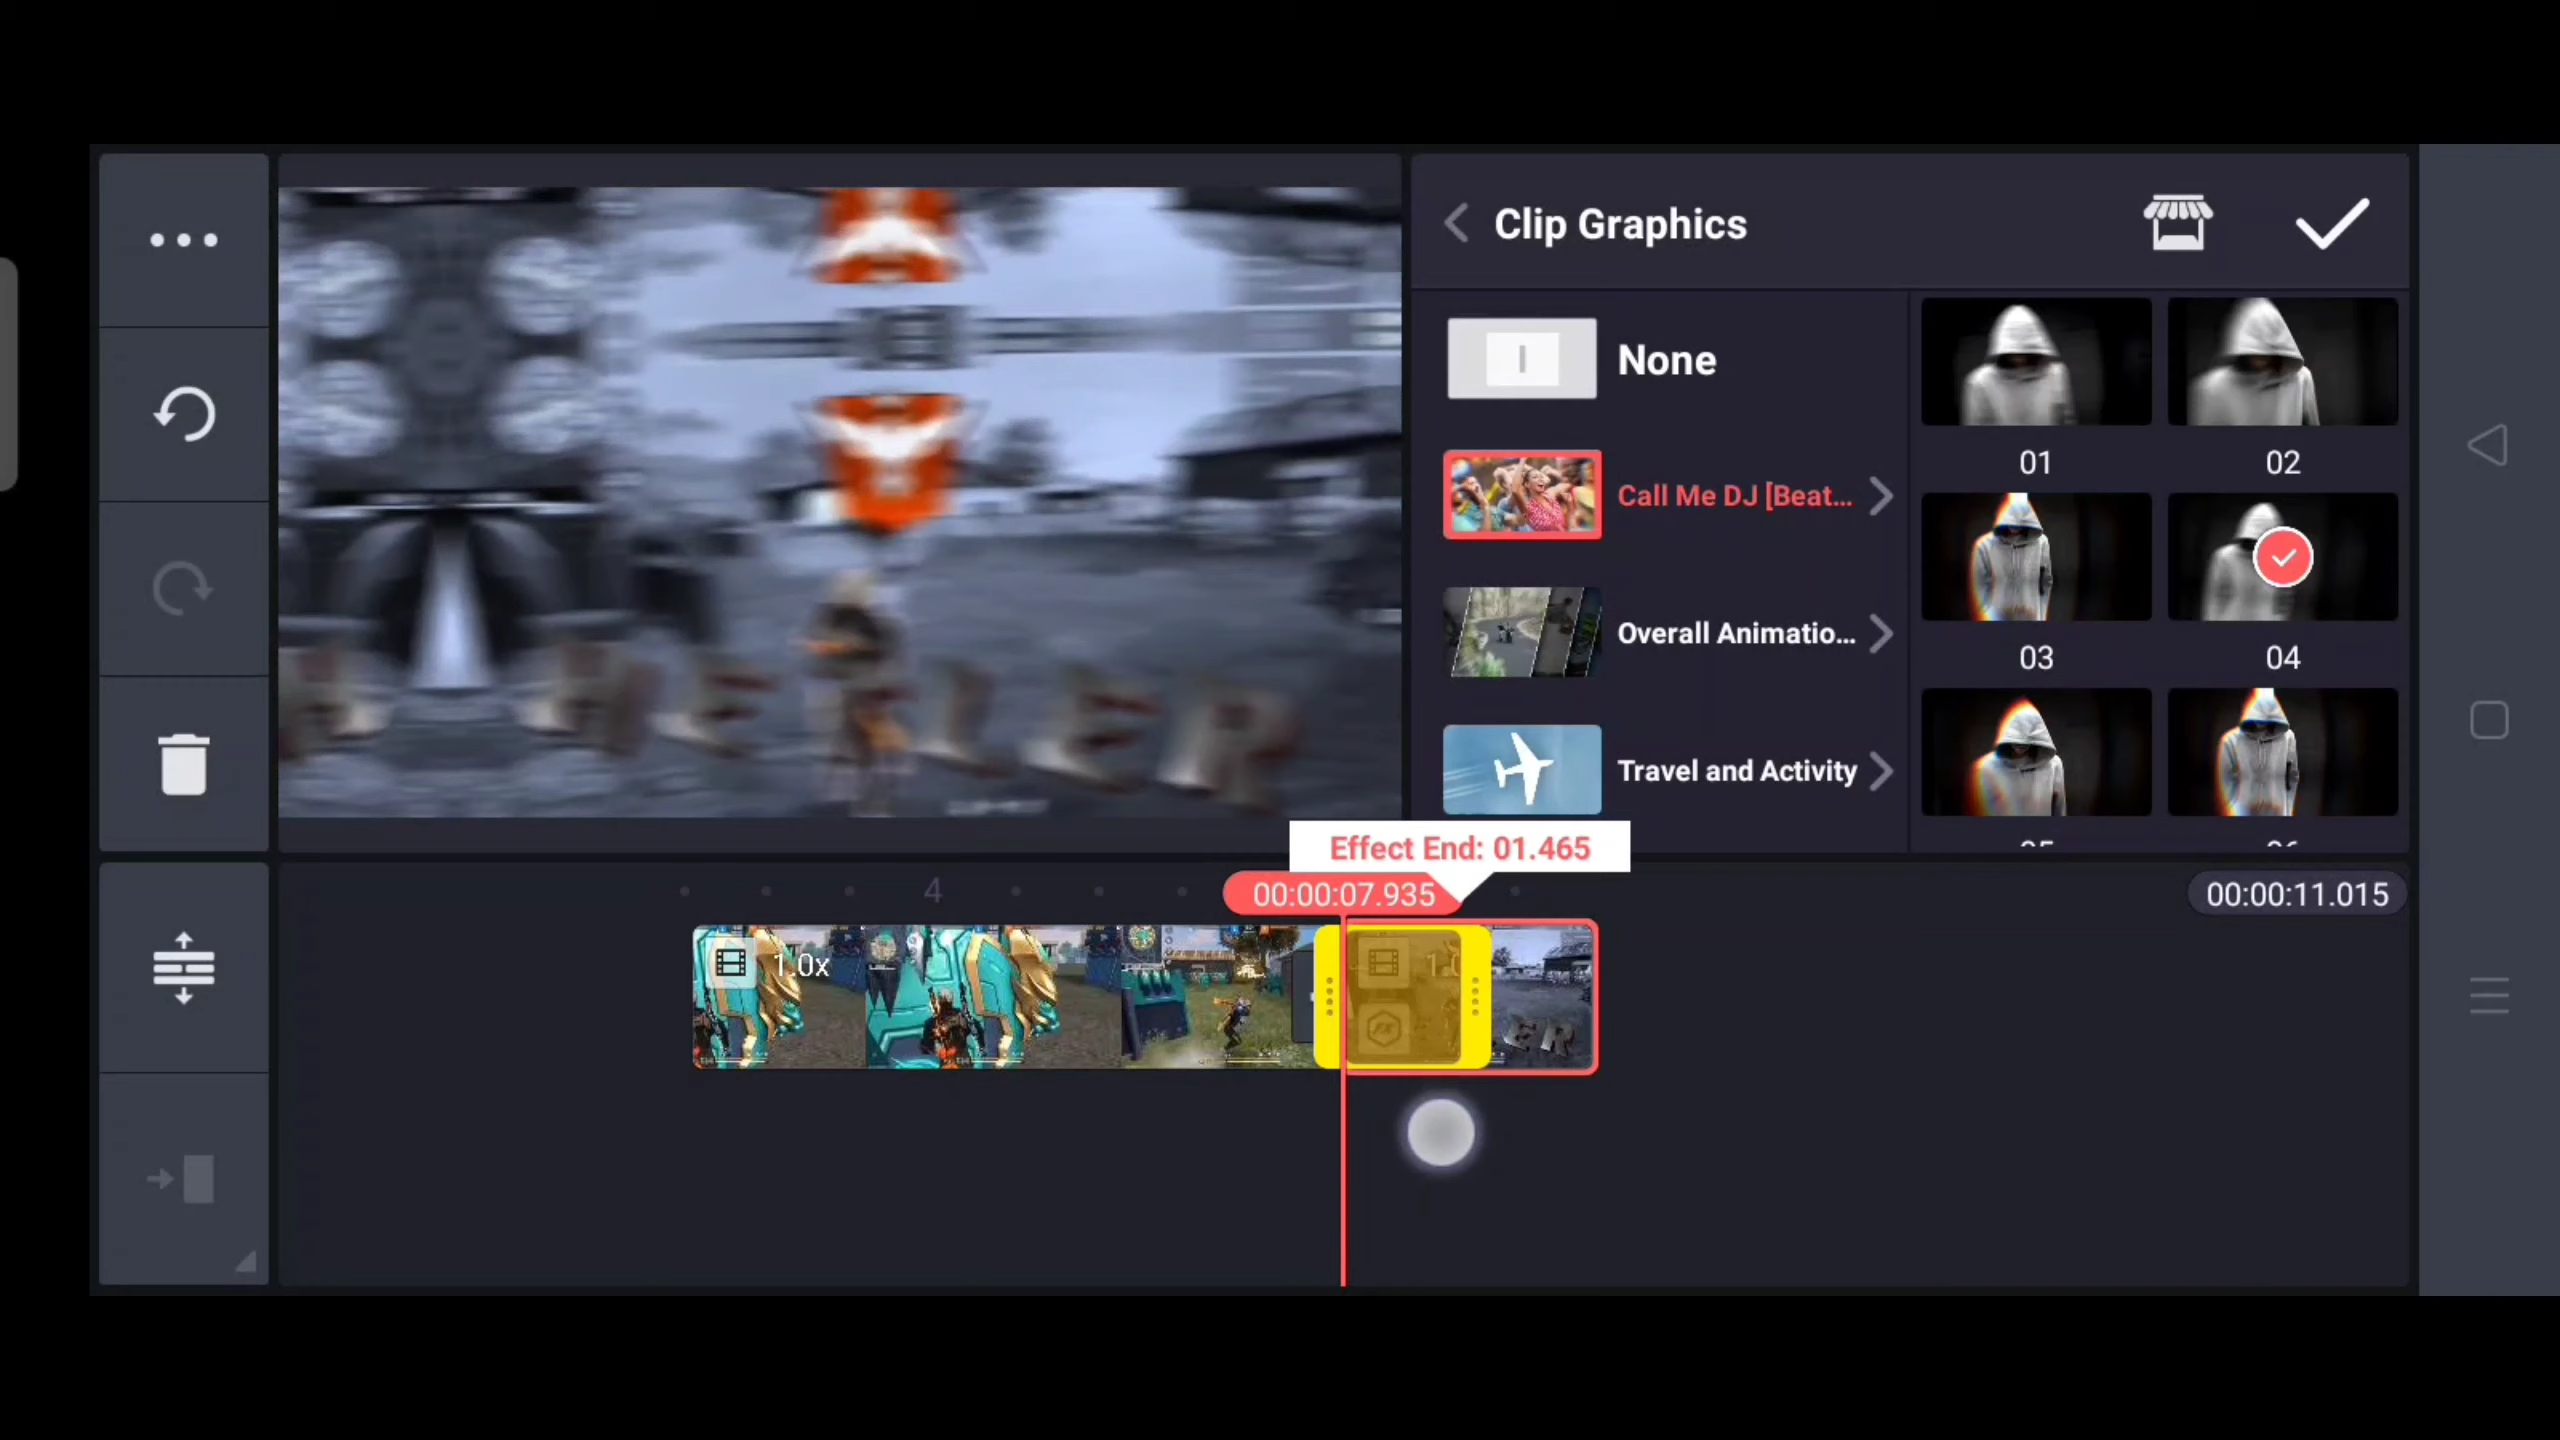 Clip Graphics
None
Call Me DJ [Beat...
Overall Animatio...
Travel and Activity
01
02
03
04
Effect End: 01.465
4
00:00:07.935
00:00:11.015
1.0x
ER